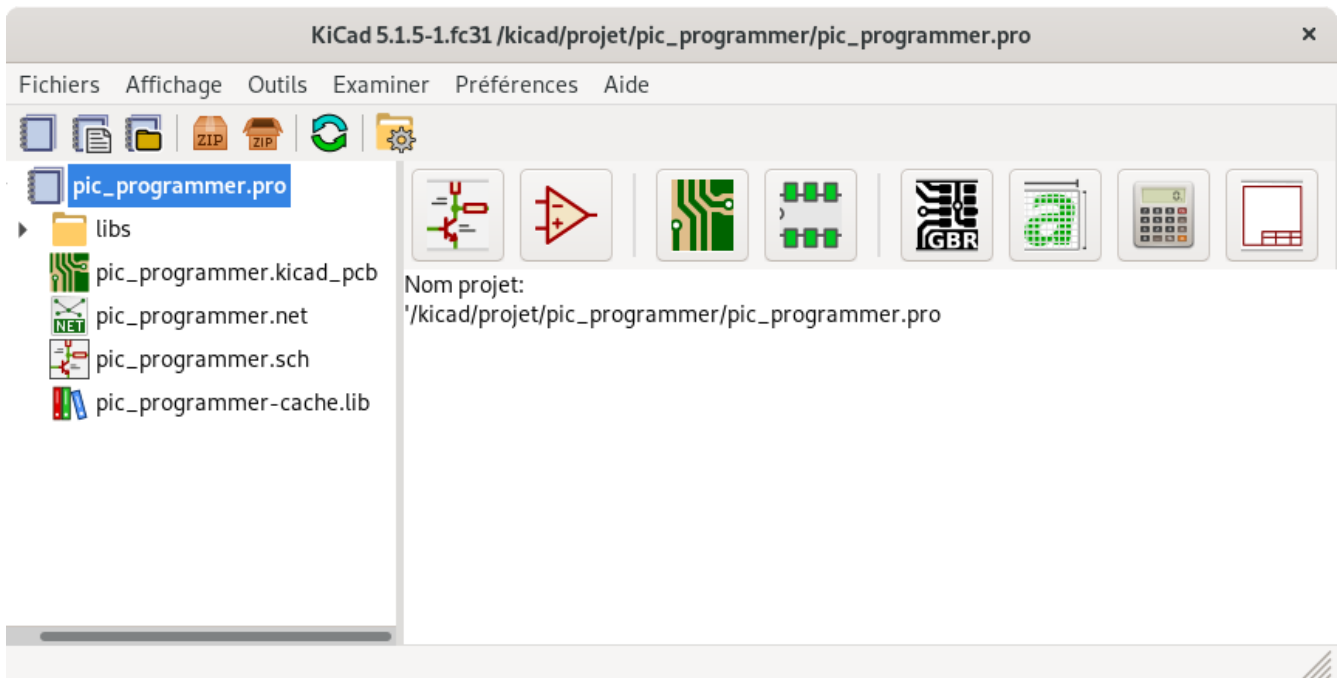 KiCad 5.1.5-1.fc31 /kicad/projet/pic_programmer/pic_programmer.pro
Fichiers Affichage Outils Examiner Préférences Aide
ZIP ZIP
pic_programmer.pro
libs
pic_programmer.kicad_pcb
NET pic_programmer.net
pic_programmer.sch
pic_programmer-cache.lib
GBR a 0.
Nom projet:
'/kicad/projet/pic_programmer/pic_programmer.pro